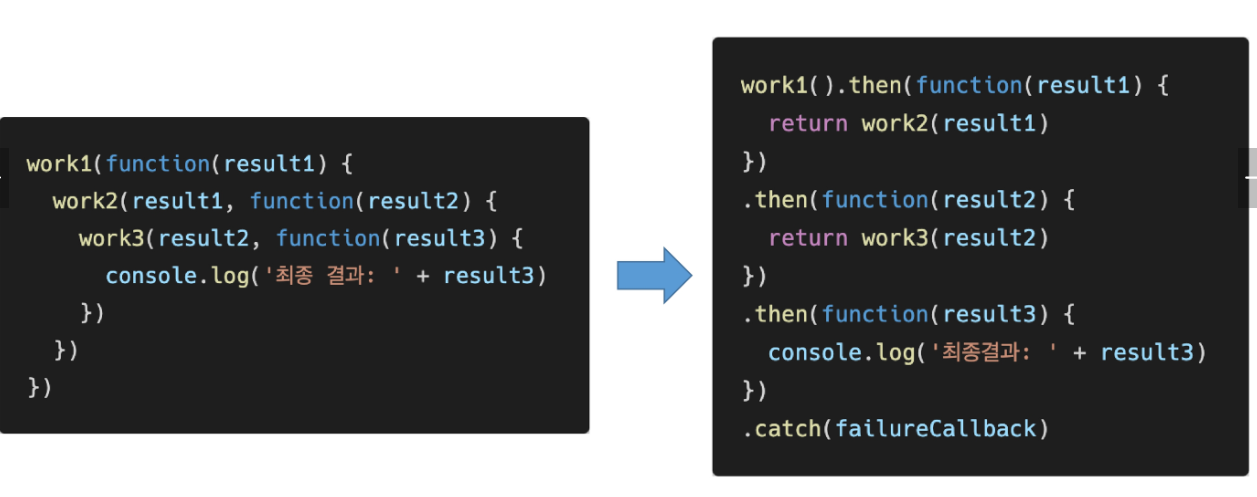 work1(function(result1) {
  work2(result1, function(result2) {
    work3(result2, function(result3) {
      console.log('최종 결과: ' + result3)
    })
  })
})
work1().then(function(result1) {
  return work2(result1)
})
.then(function(result2) {
  return work3(result2)
})
.then(function(result3) {
  console.log('최종결과: ' + result3)
})
.catch(failureCallback)